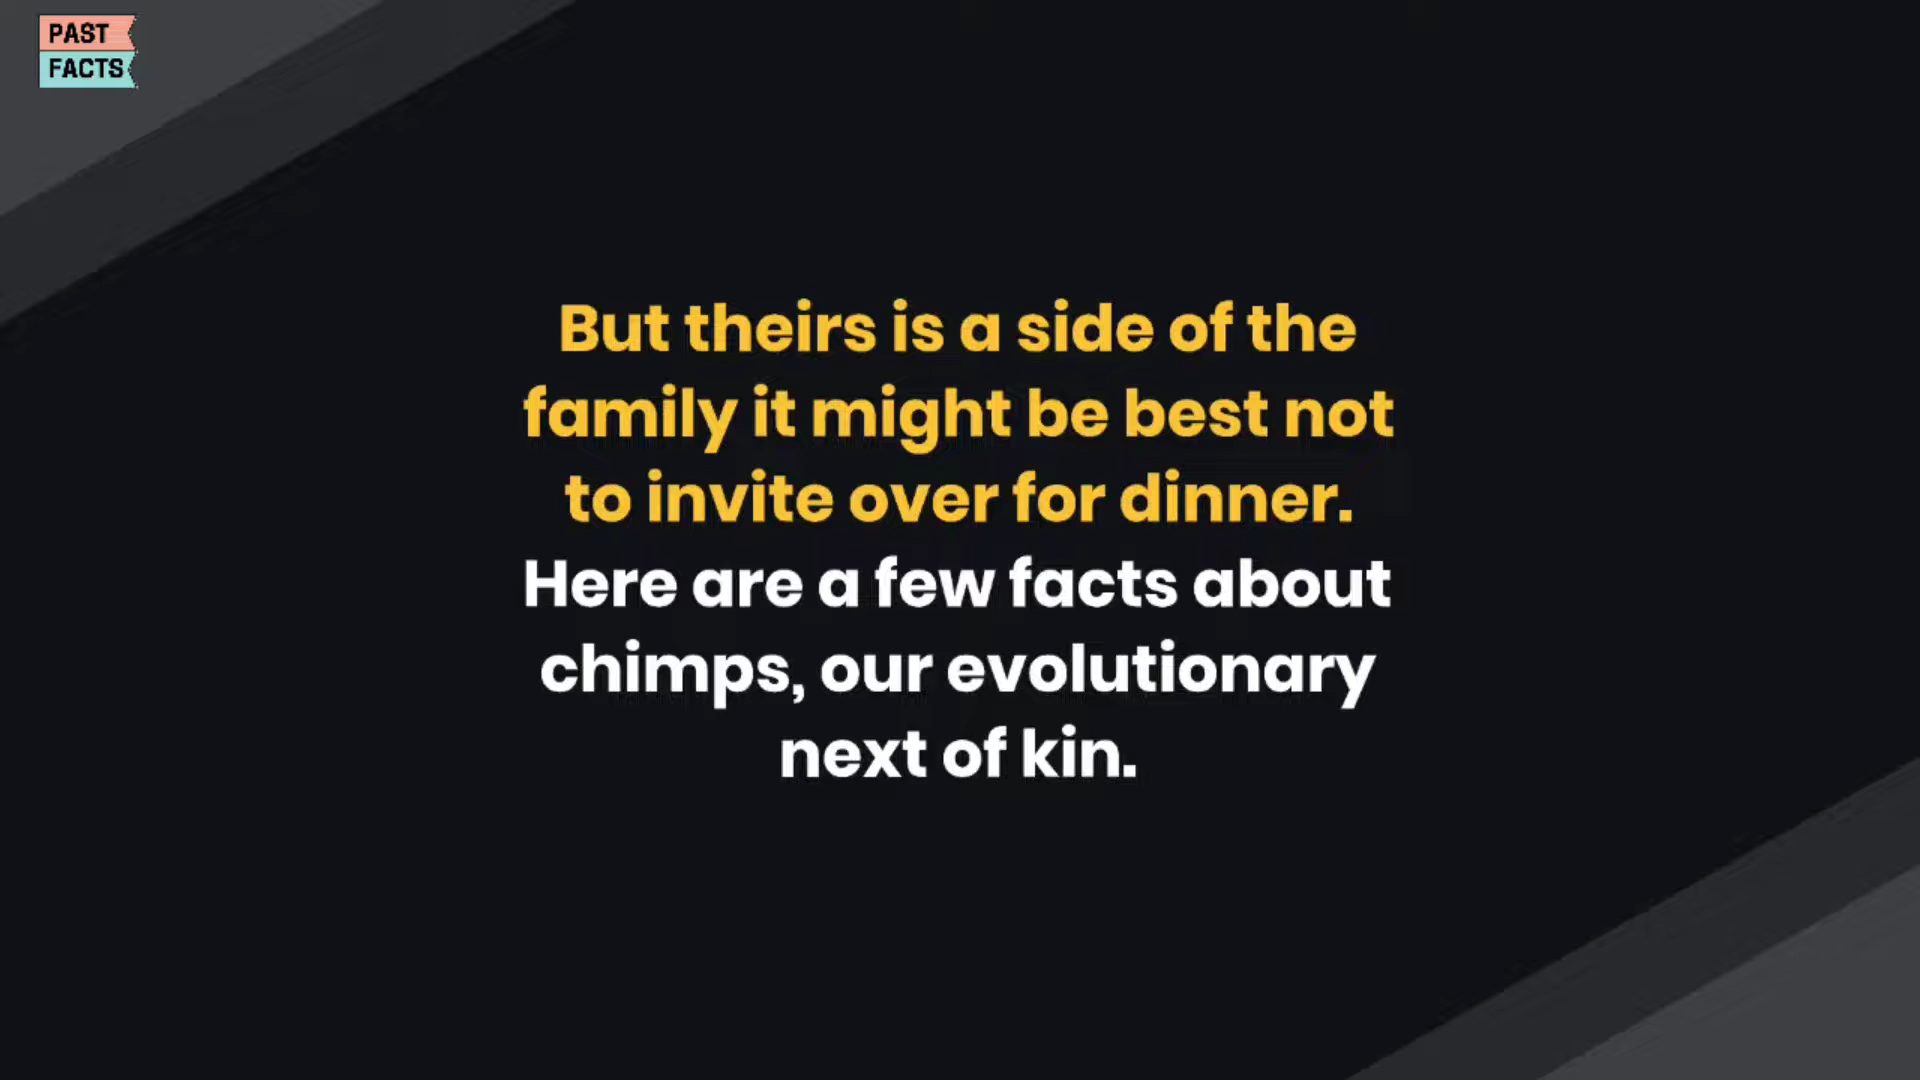 PAST
FACTS
But theirs is a side of the
family it might be best not
to invite over for dinner.
Here are a few facts about
chimps, our evolutionary
next of kin.